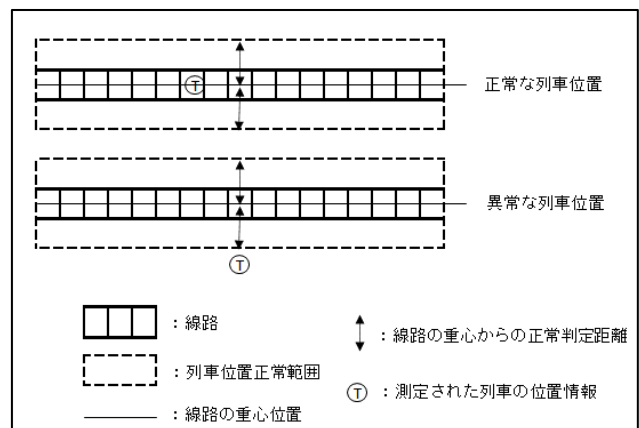 Ⓣ
正常な列車位置
異常な列車位置
Ⓣ
：線路
：線路の重心からの正常判定距離
：列車位置正常範囲
Ⓣ ：測定された列車の位置情報
：線路の重心位置